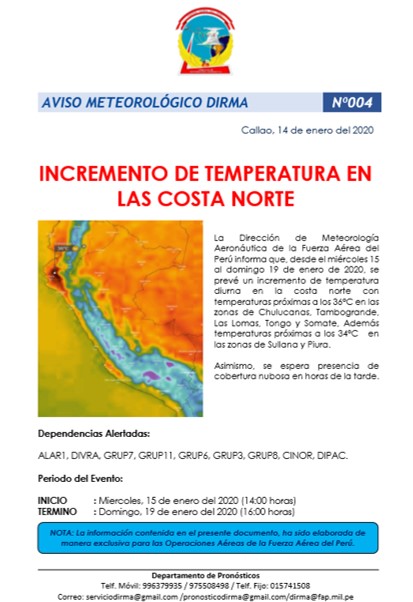 AVISO METEOROLÓGICO DIRMA N°004
Callao, 14 de enero del 2020
INCREMENTO DE TEMPERATURA EN
LAS COSTA NORTE
La Dirección de Meteorología
Aeronáutica de la Fuerza Aérea del
Perú informa que, desde el miércoles 15
al domingo 19 de enero de 2020, se
prevé un incremento de temperatura
diurna en la costa norte con
temperaturas próximas a los 36°C en las
zonas de Chulucanas, Tambogrande,
Las Lomas, Tongo y Somate, Además
temperaturas próximas a los 34°C en
las zonas de Sullana y Piura.
Asimismo, se espera presencia de
cobertura nubosa en horas de la tarde.
Dependencias Alertadas:
ALAR1, DIVRA, GRUP7, GRUP11, GRUP6, GRUP3, GRUP8, CINOR, DIPAC.
Periodo del Evento:
INICIO : Miercoles, 15 de enero del 2020 (14:00 horas)
TERMINO : Domingo, 19 de enero del 2020 (16:00 horas)
NOTA: La información contenida en el presente documento, ha sido elaborada de
manera exclusiva para las Operaciones Aéreas de la Fuerza Aérea del Perú.
Departamento de Pronósticos
Telf. Móvil: 996379935 / 975508498 / Telf. Fijo: 015741508
Correo: serviciodirma@gmail.com /pronosticodirma@gmail.com/dirma@fap.mil.pe